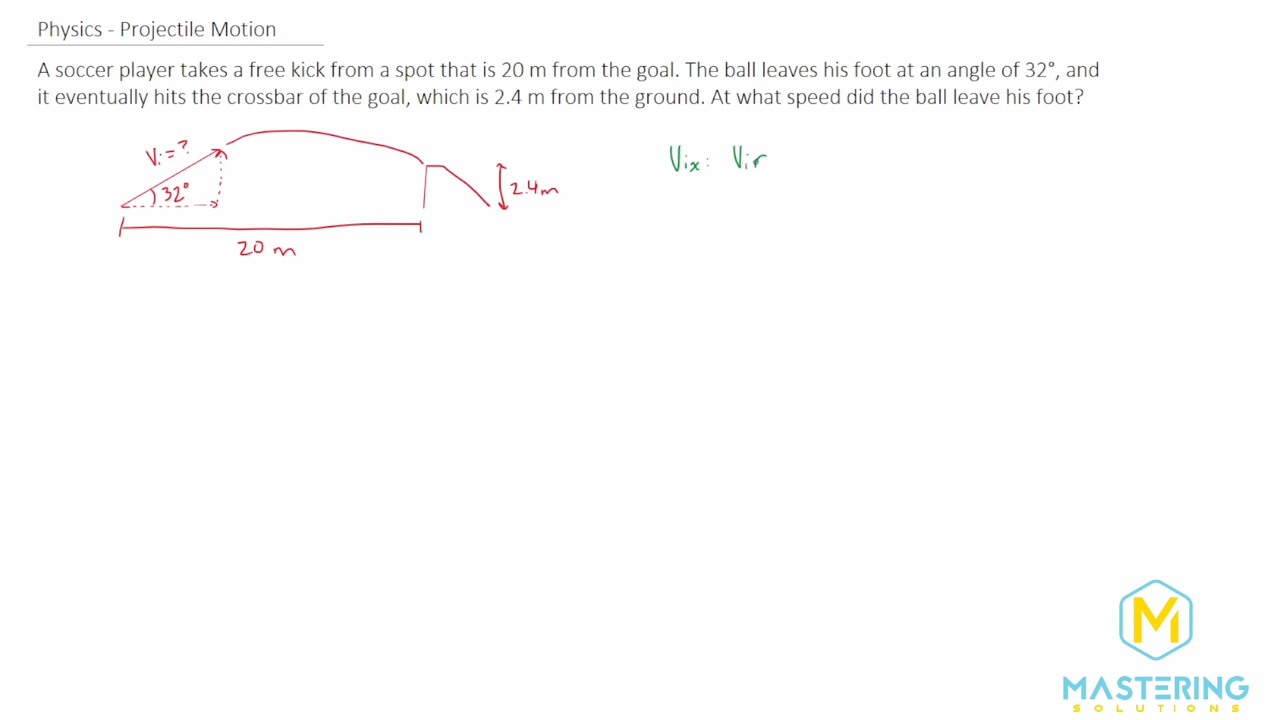 Physics - Projectile Motion
A soccer player takes a free kick from a spot that is 20 m from the goal. The ball leaves his foot at an angle of 32°, and
it eventually hits the crossbar of the goal, which is 2.4 m from the ground. At what speed did the ball leave his foot?
Vi=?
32°
2.4m
20 m
Vix: Vir
M
MASTERING
SOLUTIONS